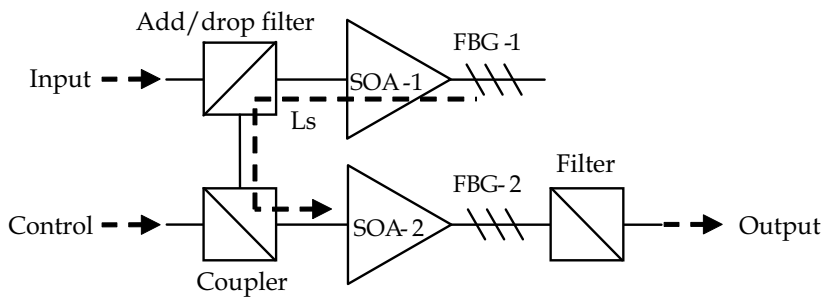 Add/drop filter
FBG-1
Input
SOA-1
Ls
FBG-2
Filter
Control
SOA-2
Output
Coupler